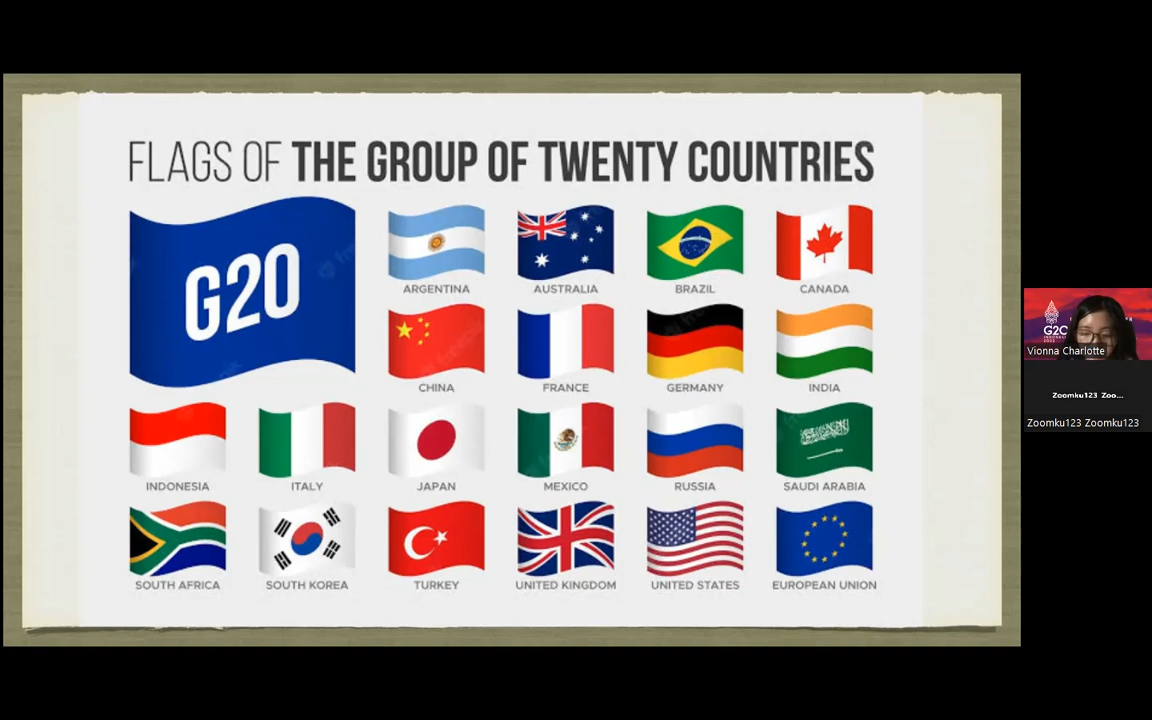 FLAGS OF THE GROUP OF TWENTY COUNTRIES
G20
ARGENTINA
AUSTRALIA
BRAZIL
CANADA
CHINA
FRANCE
GERMANY
INDIA
INDONESIA
ITALY
JAPAN
MEXICO
RUSSIA
SAUDI ARABIA
SOUTH AFRICA
SOUTH KOREA
TURKEY
UNITED KINGDOM
UNITED STATES
EUROPEAN UNION
Vionna Charlotte
Zoomku123 Zoo...
Zoomku123 Zoomku123